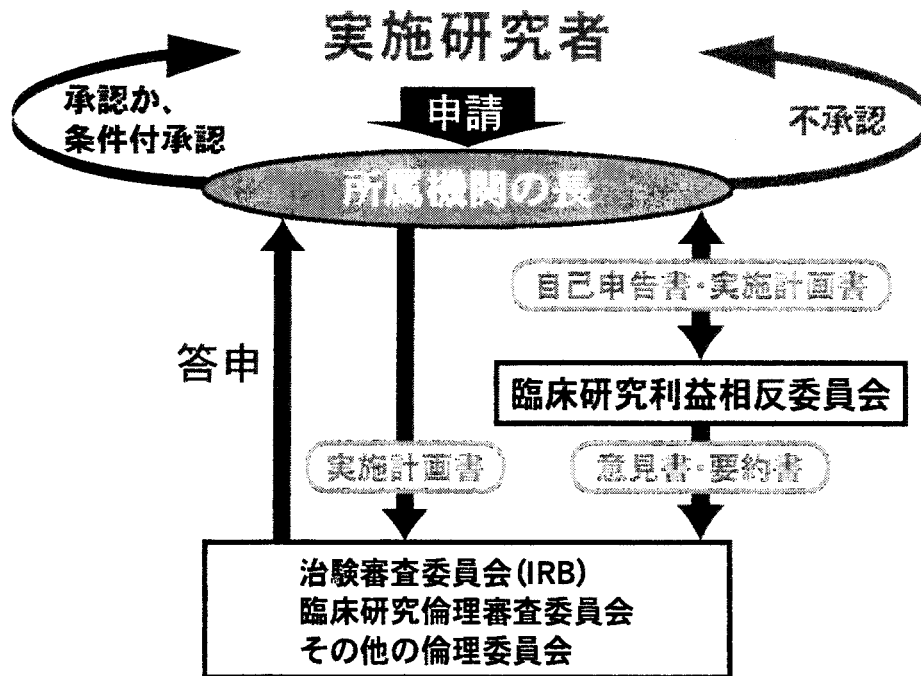 実施研究者
承認か、
条件付承認
申請
不承認
所属機関の長
自己申告書・実施計画書
答申
臨床研究利益相反委員会
実施計画書
意見書・要約書
治験審査委員会(IRB)
臨床研究倫理審査委員会
その他の倫理委員会